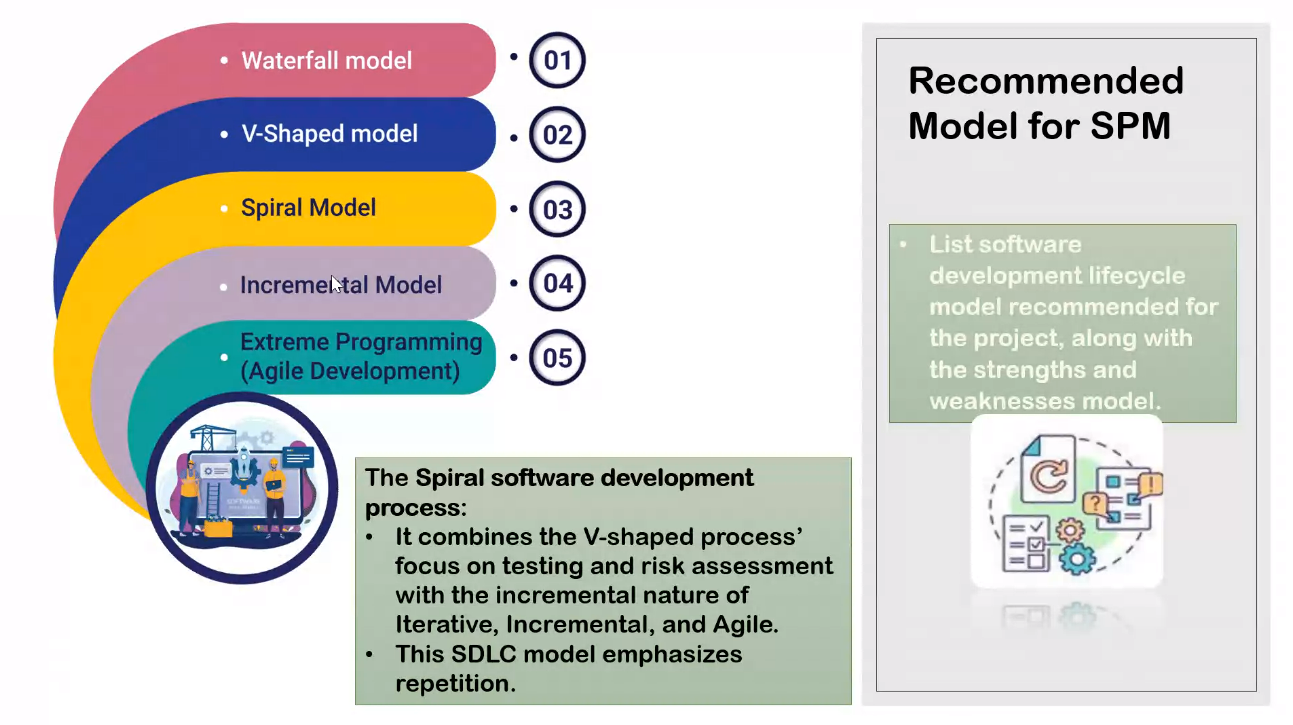 • Waterfall model • 01
• V-Shaped model • 02
• Spiral Model • 03
• Incremental Model • 04
Extreme Programming
• (Agile Development) • 05
The Spiral software development
process:
• It combines the V-shaped process’
focus on testing and risk assessment
with the incremental nature of
Iterative, Incremental, and Agile.
• This SDLC model emphasizes
repetition.
Recommended
Model for SPM
• List software
development lifecycle
model recommended for
the project, along with
the strengths and
weaknesses model.
? !